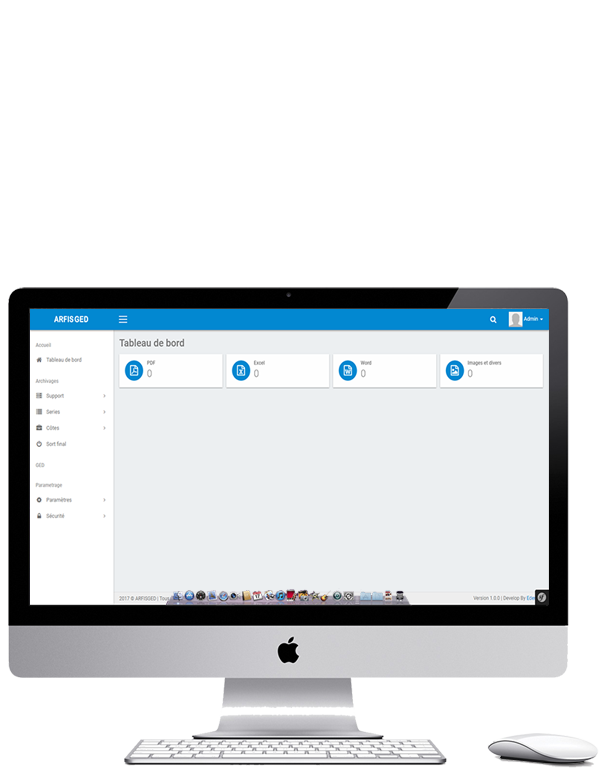 ARFISGED
Admin
Accueil
Tableau de bord
Archivages
Support
Series
Côtes
Sort final
GED
Parametrage
Paramètres
Sécurité
Tableau de bord
PDF
0
Excel
0
Word
0
Images et divers
0
2017 © ARFISGED | Tous
Version 1.0.0 | Develop By